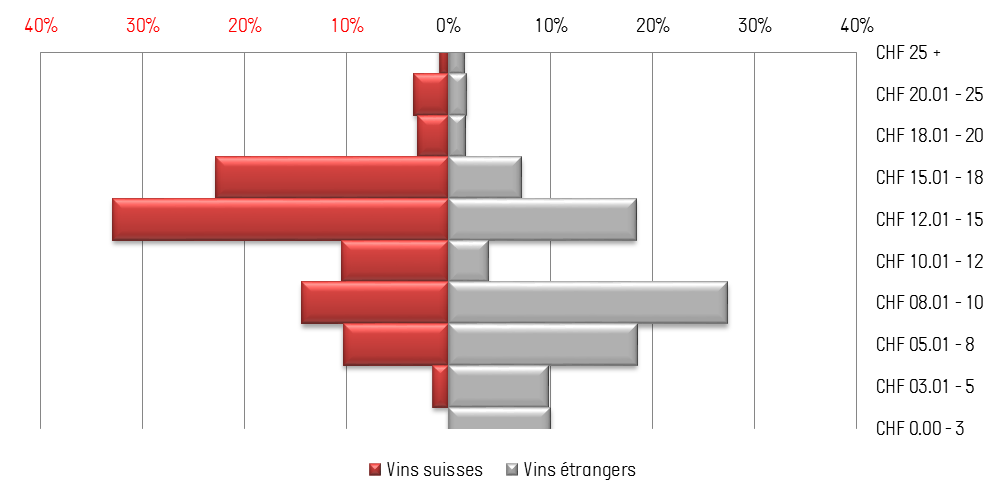 40% 30% 20% 10% 0% 10% 20% 30% 40%
CHF 25 +
CHF 20.01 - 25
CHF 18.01 - 20
CHF 15.01 - 18
CHF 12.01 - 15
CHF 10.01 - 12
CHF 08.01 - 10
CHF 05.01 - 8
CHF 03.01 - 5
CHF 0.00 - 3
Vins suisses Vins étrangers